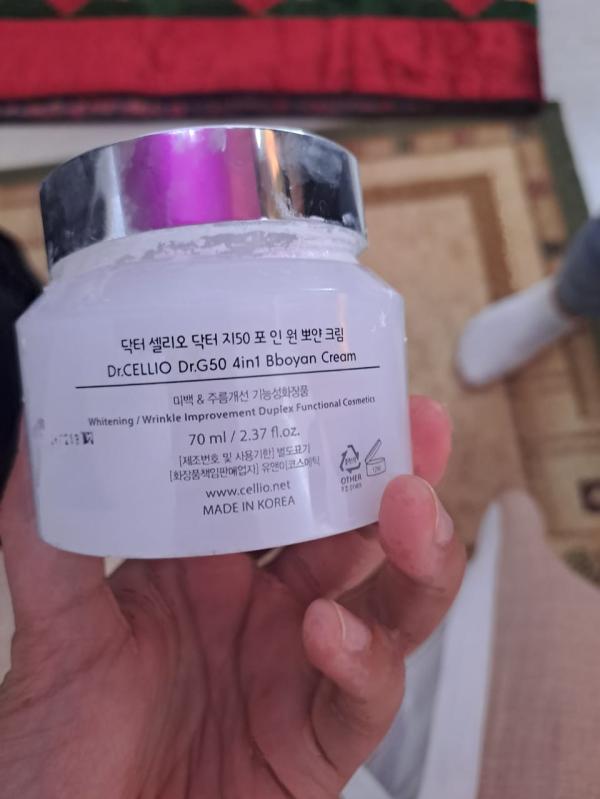 닥터 셀리오 닥터 지50 포 인 원 뽀얀 크림
Dr.CELLIO Dr.G50 4in1 Bboyan Cream
미백 & 주름개선 기능성화장품
Whitening / Wrinkle Improvement Duplex Functional Cosmetics
70 ml / 2.37 fl.oz.
[제조번호 및 사용기한] 별도표기
[화장품책임판매업자] 유앤미코스메틱
www.cellio.net
MADE IN KOREA
OTHER
12M